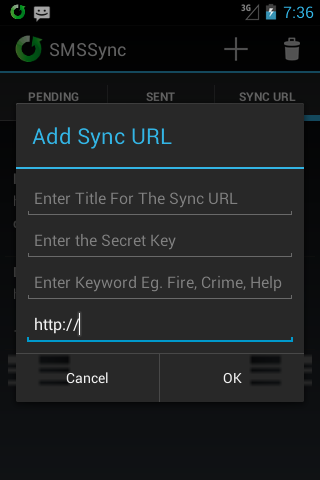 3G 7:36
SMSSync
PENDING SENT SYNC URL
Add Sync URL
Enter Title For The Sync URL
Enter the Secret Key
Enter Keyword Eg. Fire, Crime, Help
http://
Cancel OK